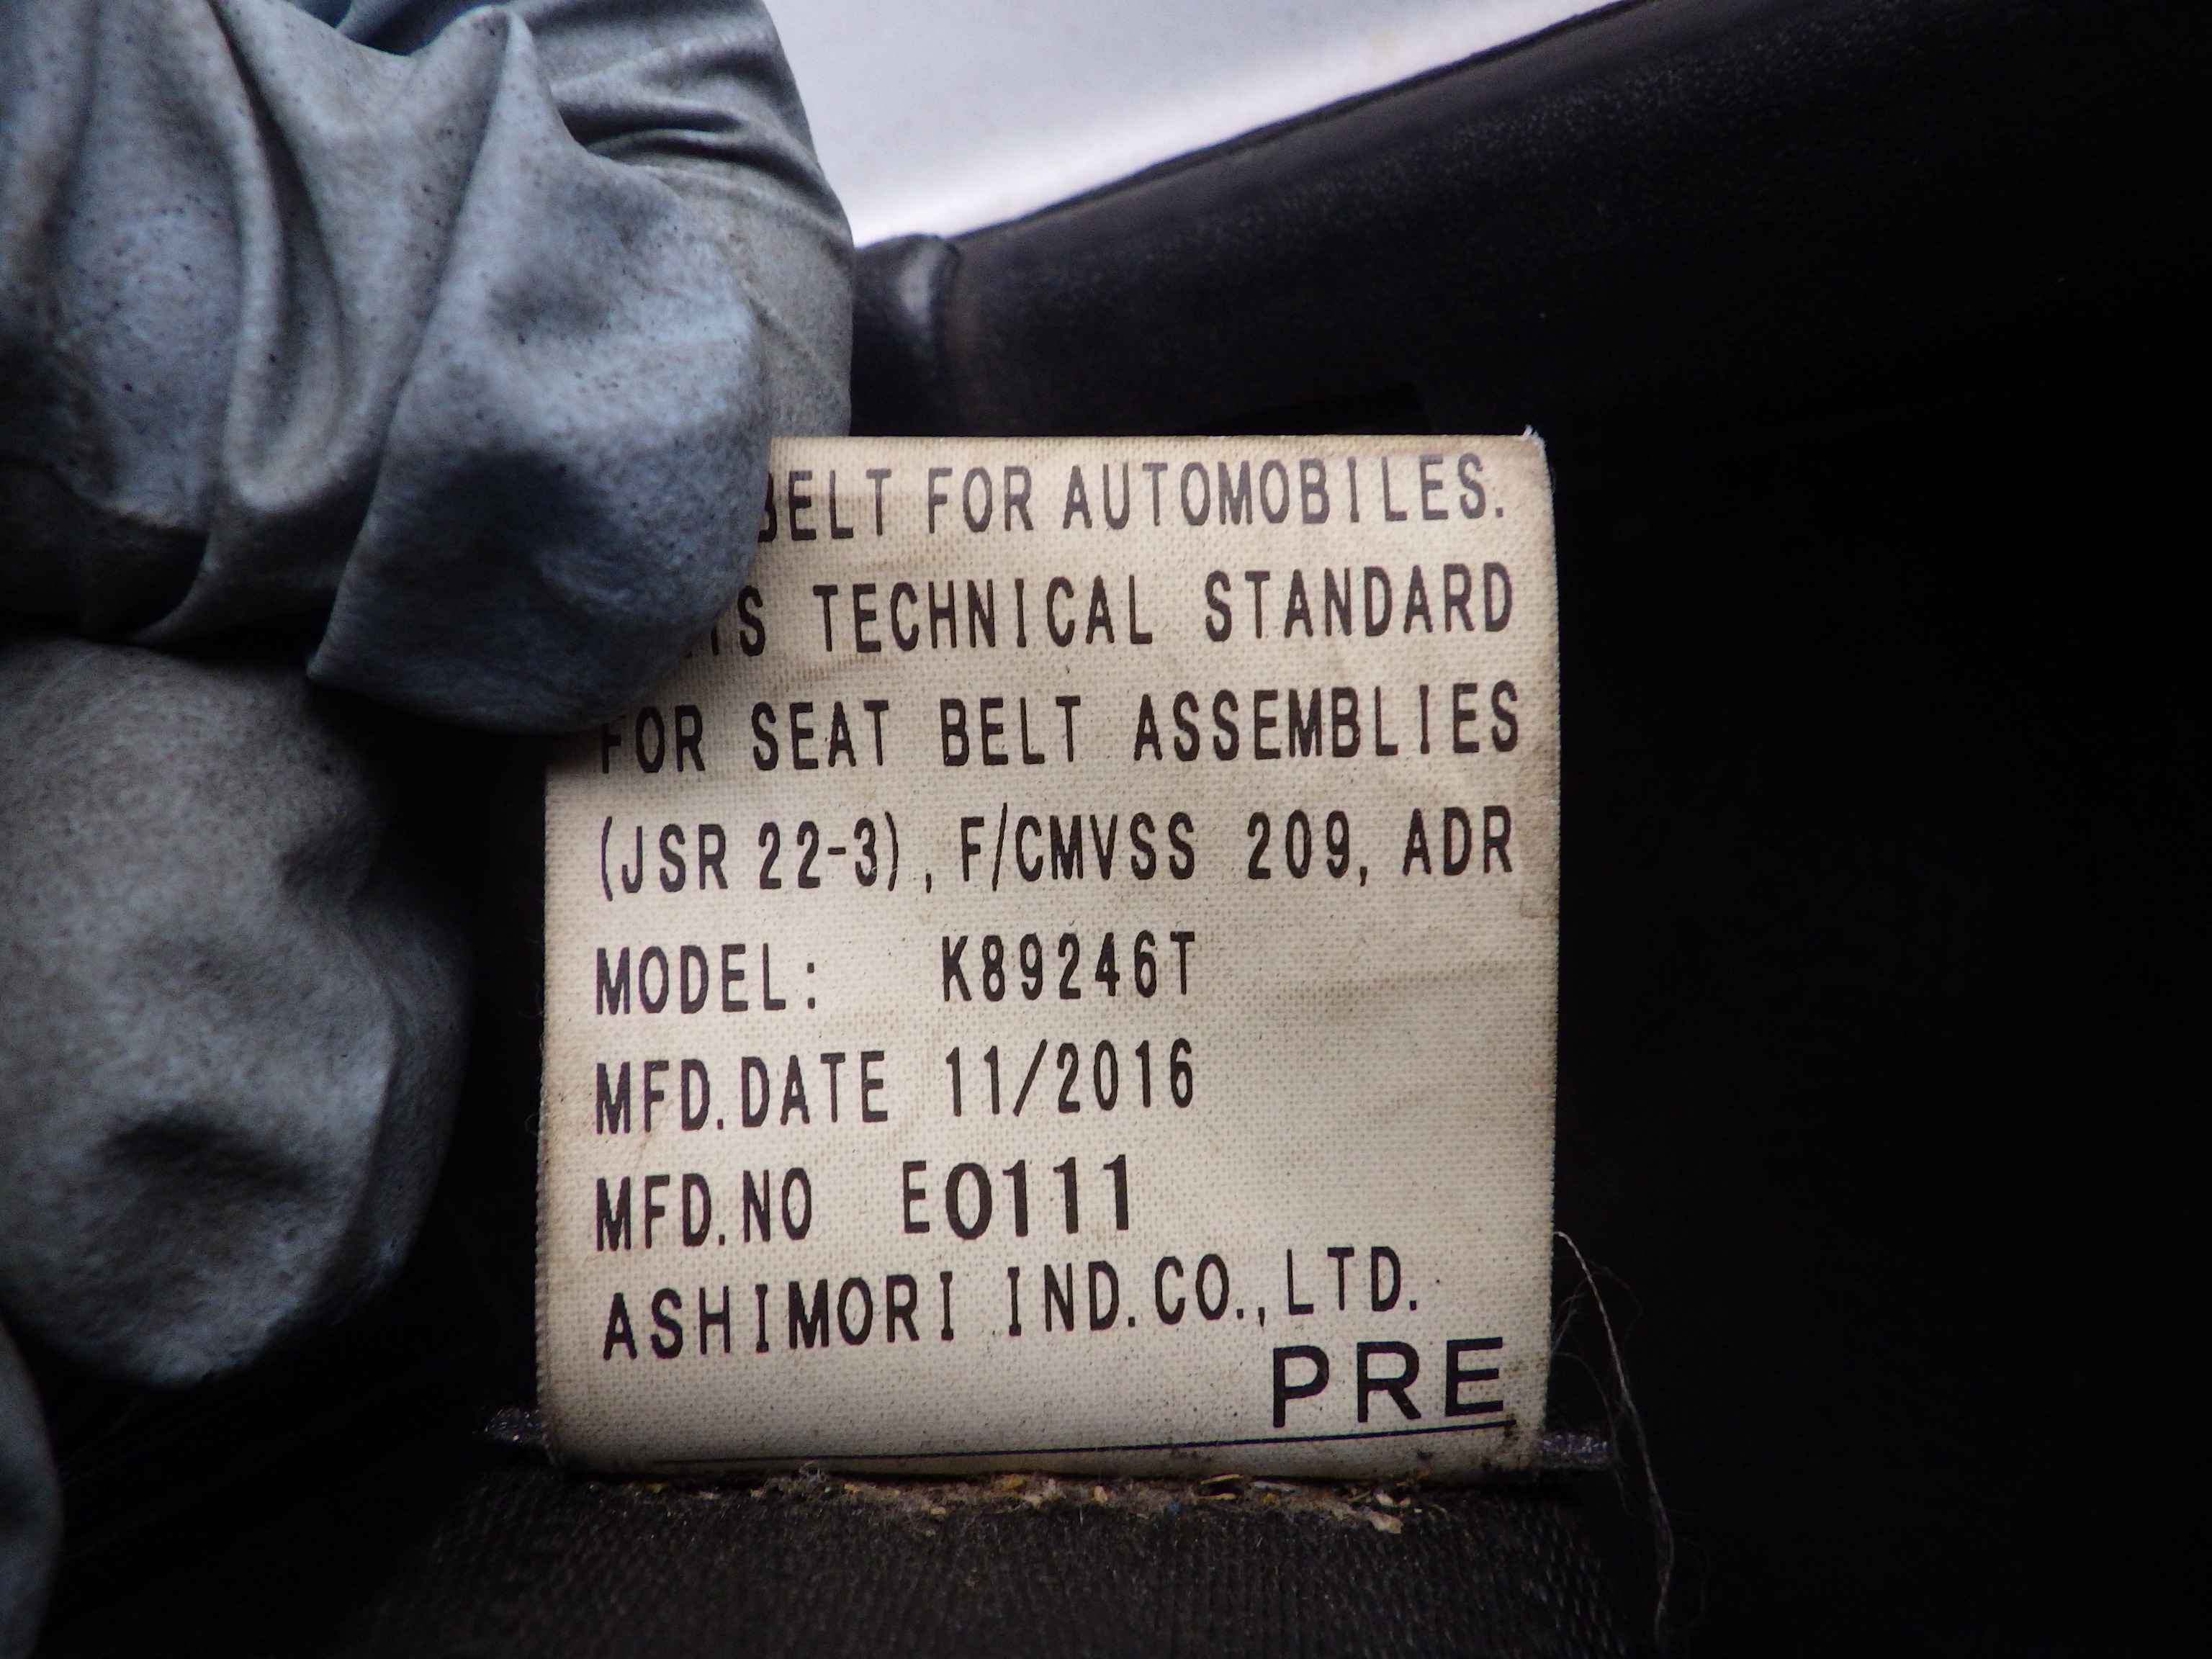 BELT FOR AUTOMOBILES.
TECHNICAL STANDARD
FOR SEAT BELT ASSEMBLIES
(JSR 22-3), F/CMVSS 209, ADR
MODEL: K89246T
MFD.DATE 11/2016
MFD.NO E0111
ASHIMORI IND.CO.,LTD.
PRE